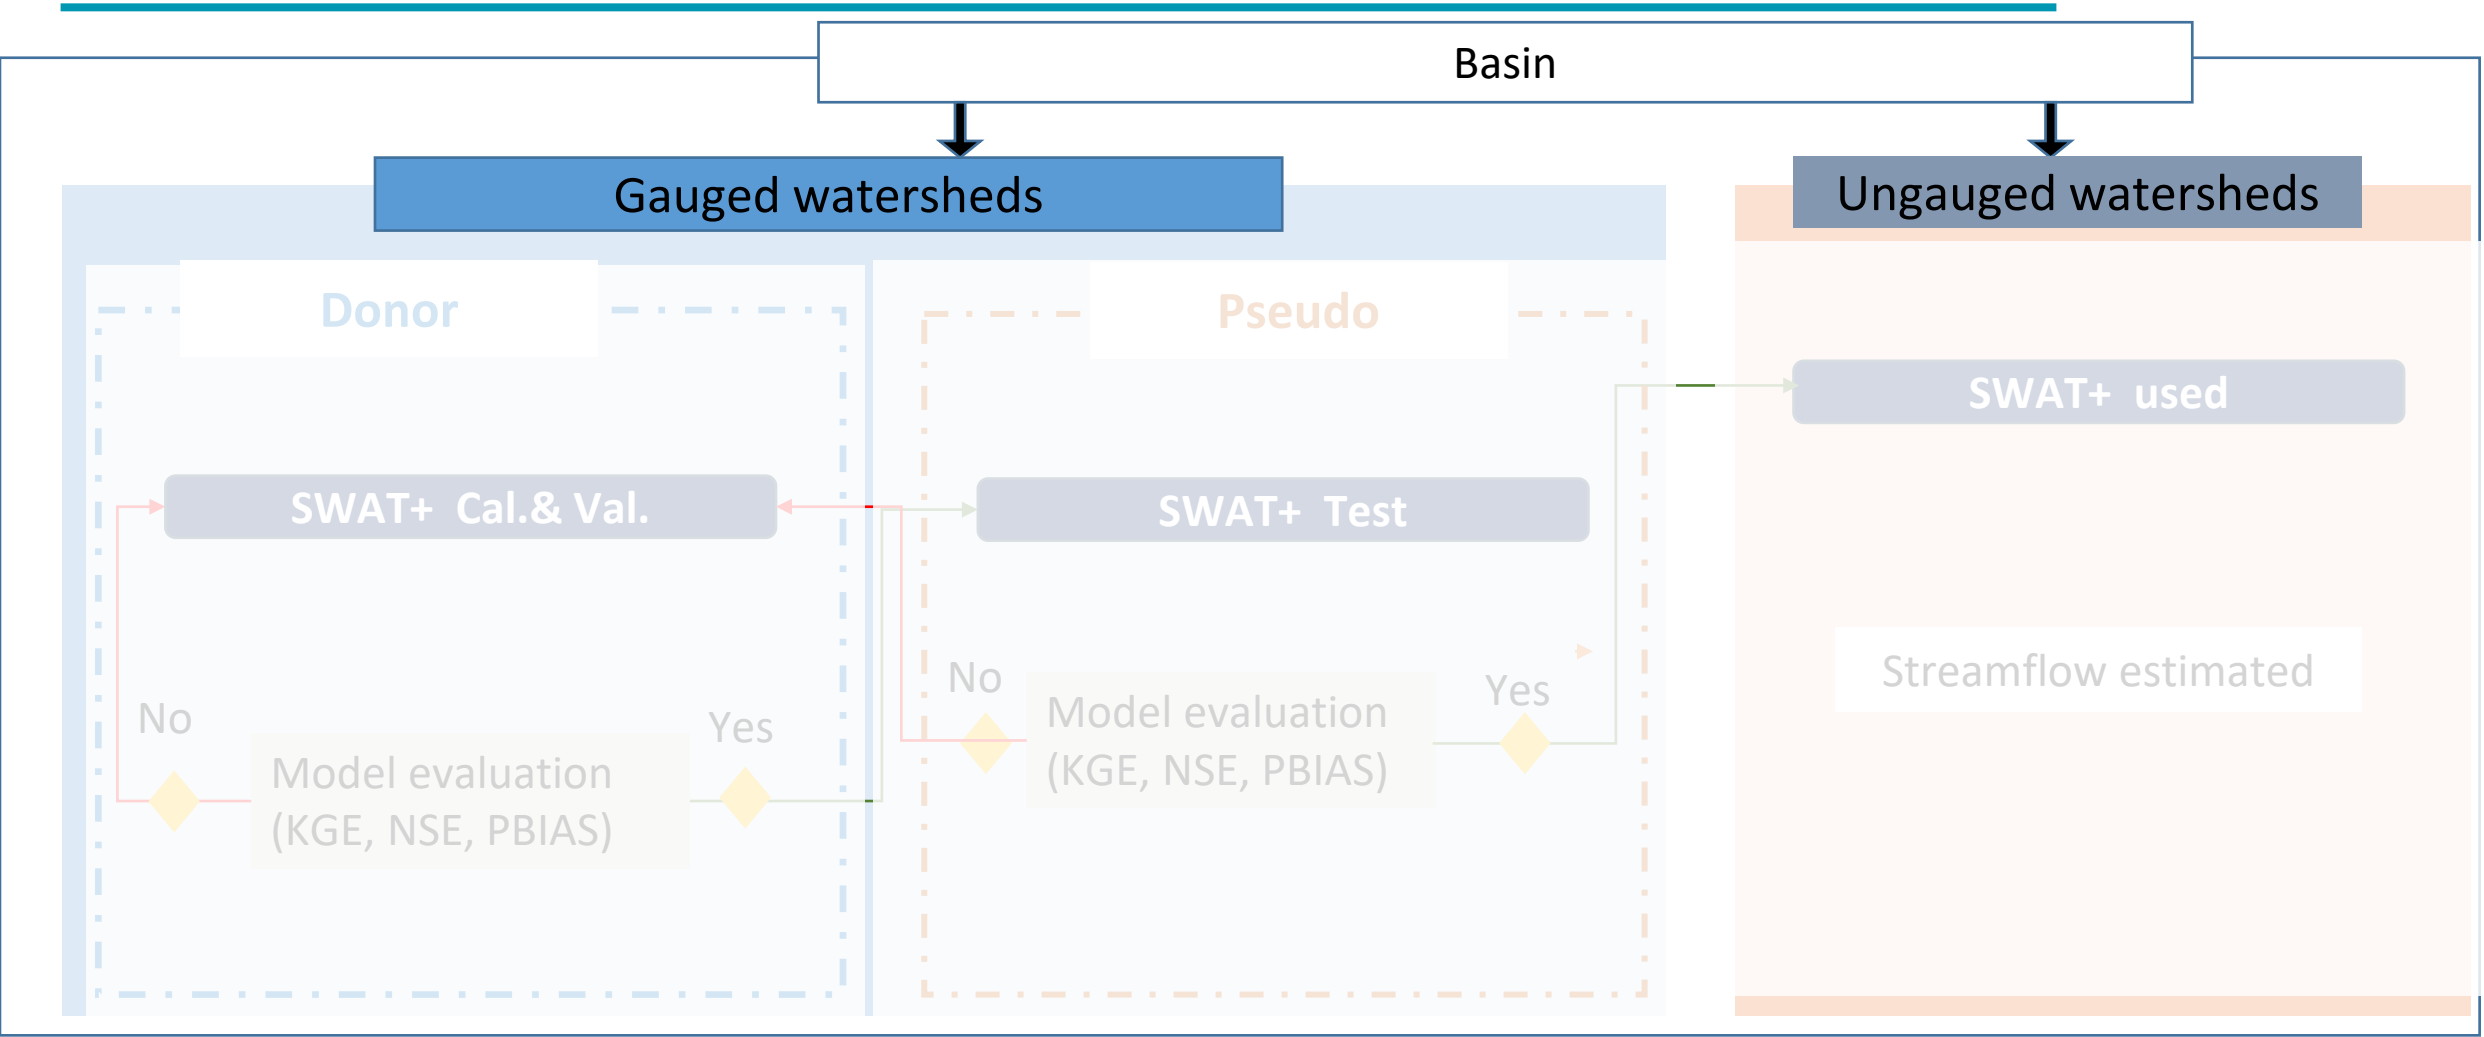 Basin
Gauged watersheds
Ungauged watersheds
Donor
Pseudo
SWAT+ used
SWAT+ Cal.& Val.
SWAT+ Test
No
Yes
Model evaluation
(KGE, NSE, PBIAS)
No
Yes
Model evaluation
(KGE, NSE, PBIAS)
Streamflow estimated